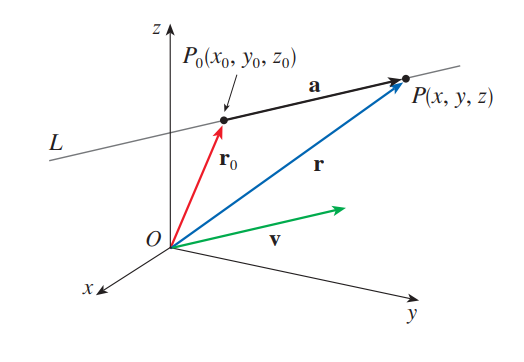 z
P₀(x₀, y₀, z₀)
a
P(x, y, z)
L
r₀
r
O
v
x
y